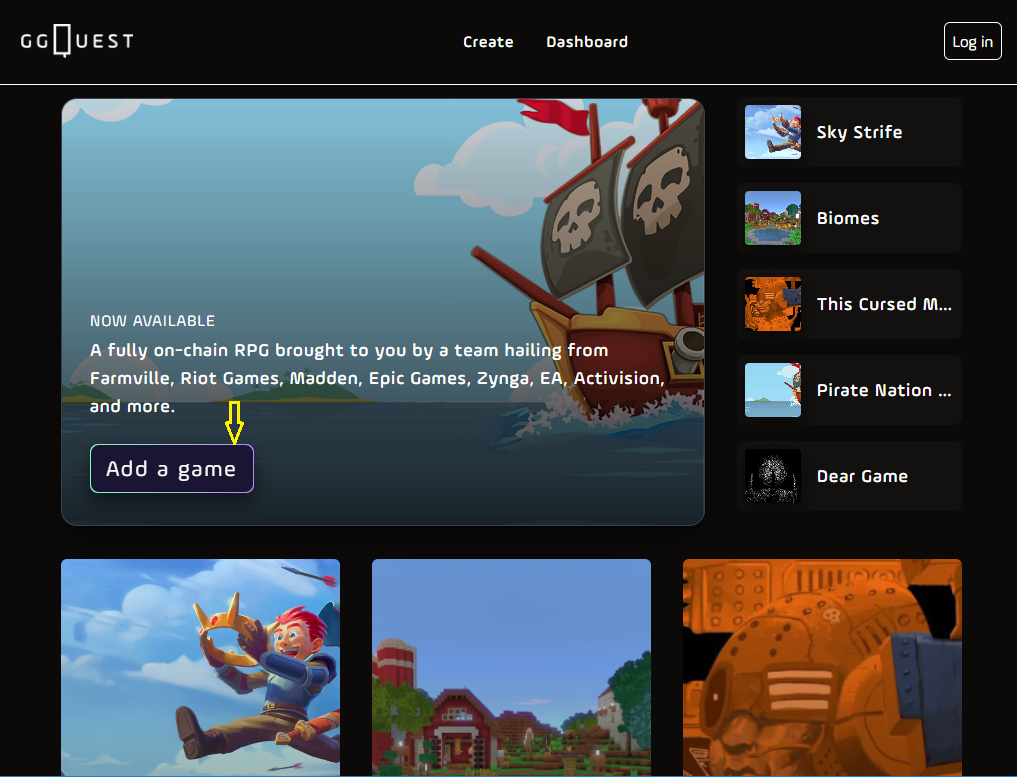 GGQUEST
Create
Dashboard
Log in
NOW AVAILABLE
A fully on-chain RPG brought to you by a team hailing from
Farmville, Riot Games, Madden, Epic Games, Zynga, EA, Activision,
and more.
Add a game
Sky Strife
Biomes
This Cursed M...
Pirate Nation ...
Dear Game